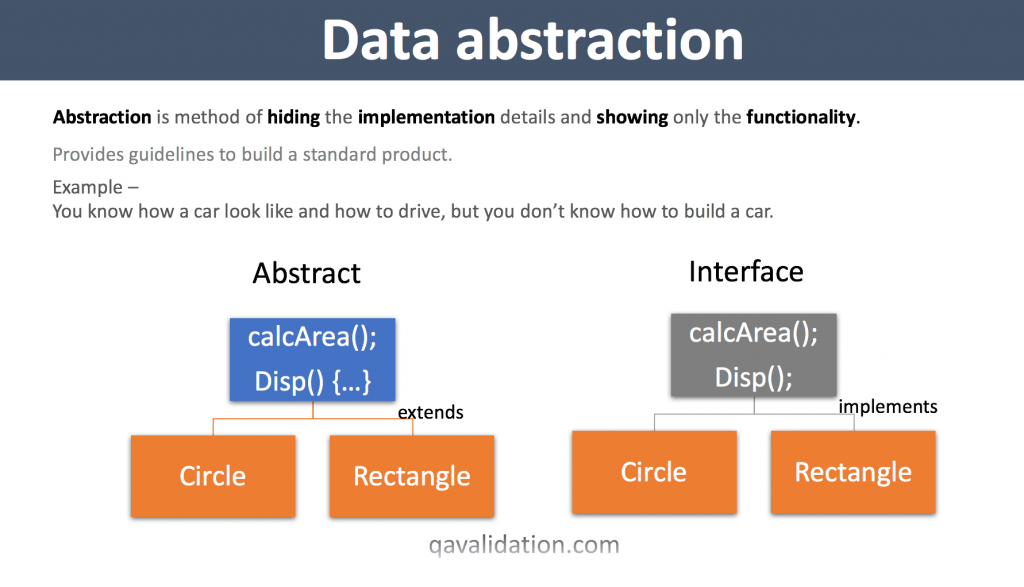 Data abstraction
Abstraction is method of hiding the implementation details and showing only the functionality.
Provides guidelines to build a standard product.
Example –
You know how a car look like and how to drive, but you don’t know how to build a car.
Abstract
calcArea();
Disp() {...}
extends
Circle
Rectangle
Interface
calcArea();
Disp();
implements
Circle
Rectangle
qavalidation.com